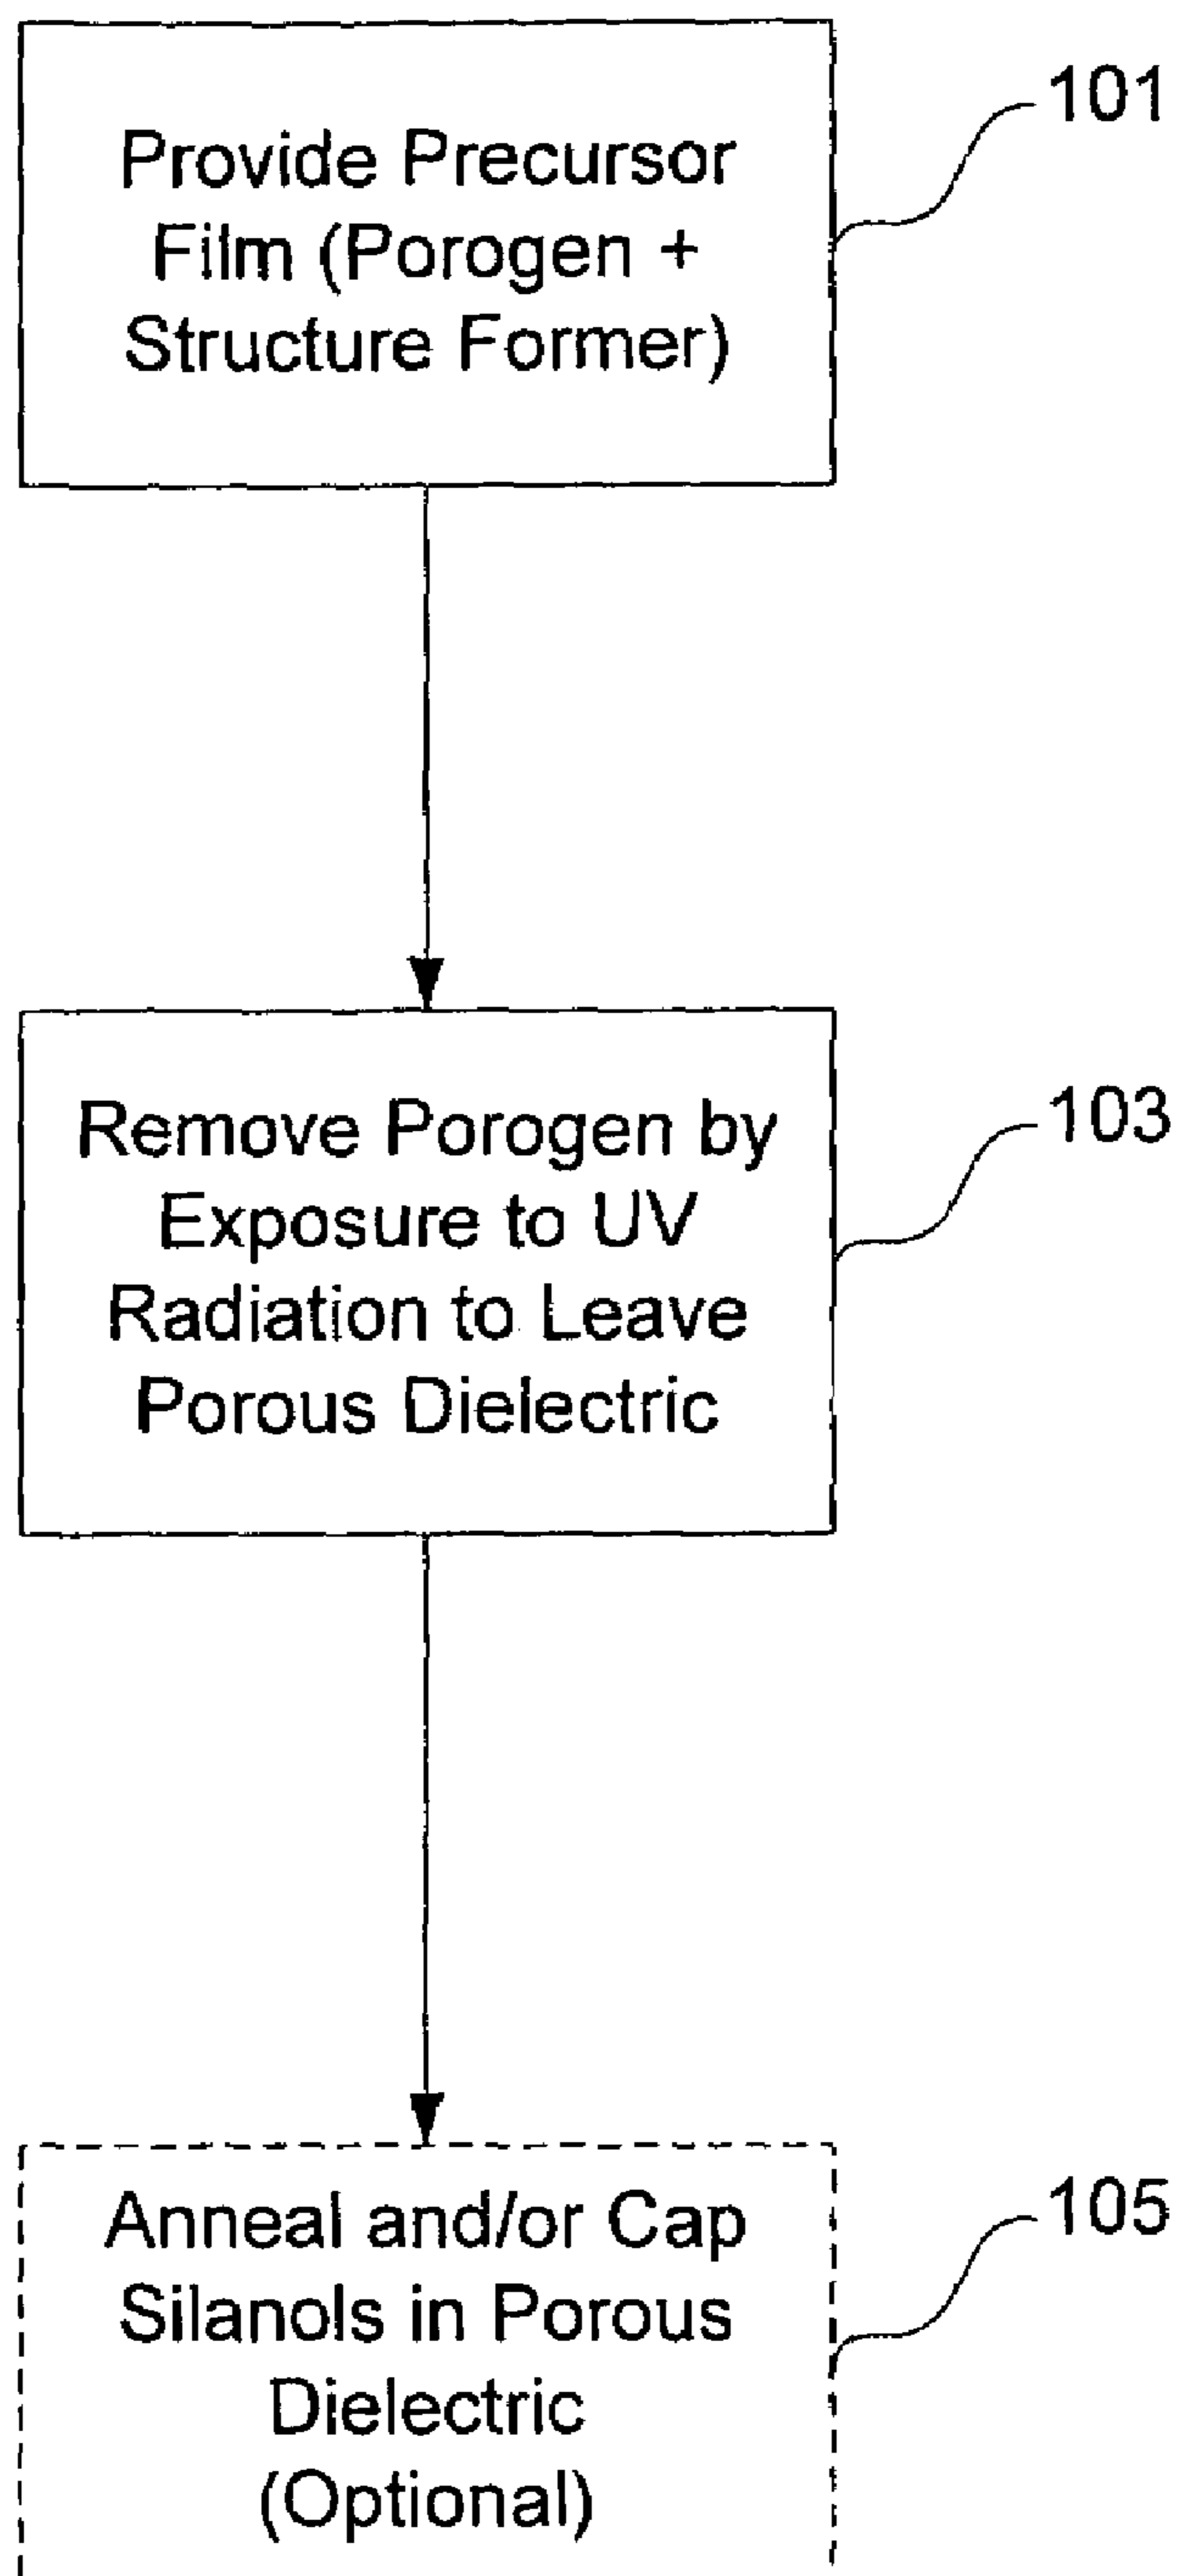 Provide Precursor
Film (Porogen +
Structure Former)
101
Remove Porogen by
Exposure to UV
Radiation to Leave
Porous Dielectric
103
Anneal and/or Cap
Silanols in Porous
Dielectric
(Optional)
105